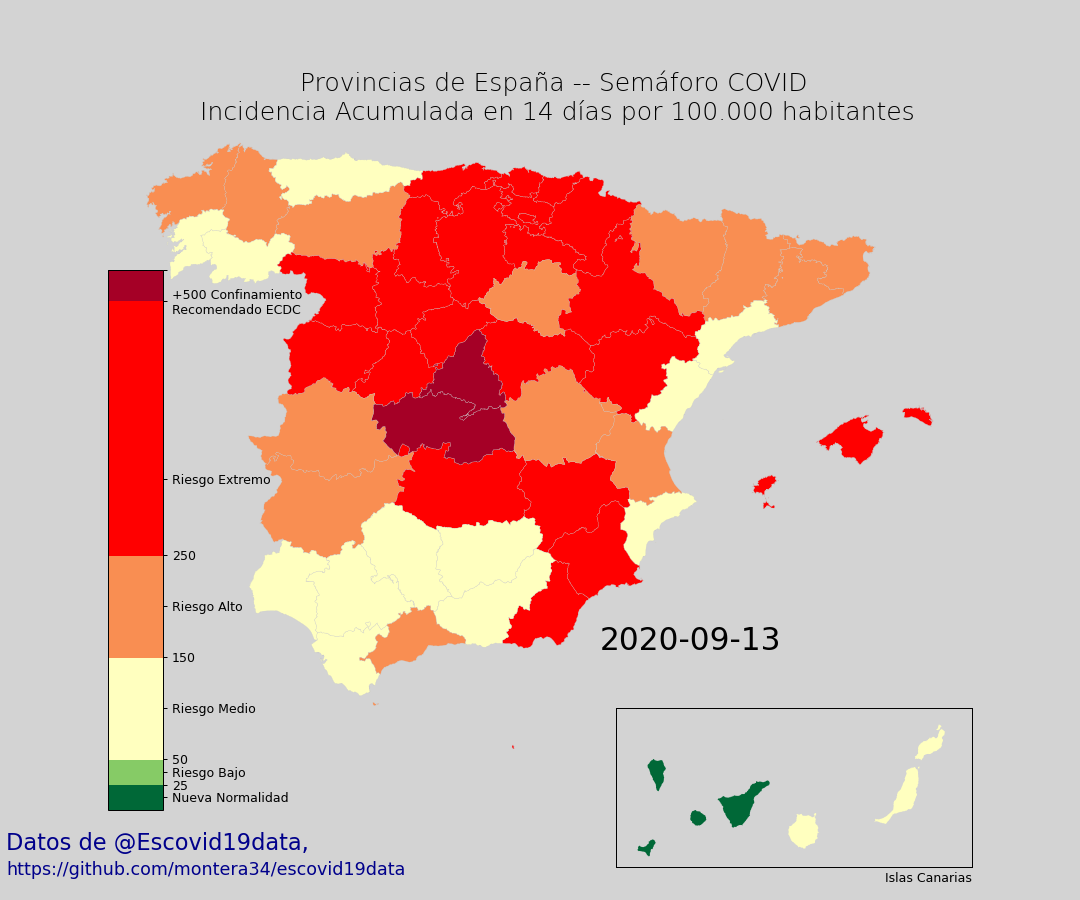 Provincias de España -- Semáforo COVID
Incidencia Acumulada en 14 días por 100.000 habitantes
+500 Confinamiento
Recomendado ECDC
Riesgo Extremo
250
Riesgo Alto
150
Riesgo Medio
50
Riesgo Bajo
25
Nueva Normalidad
2020-09-13
Islas Canarias
Datos de @Escovid19data,
https://github.com/montera34/escovid19data